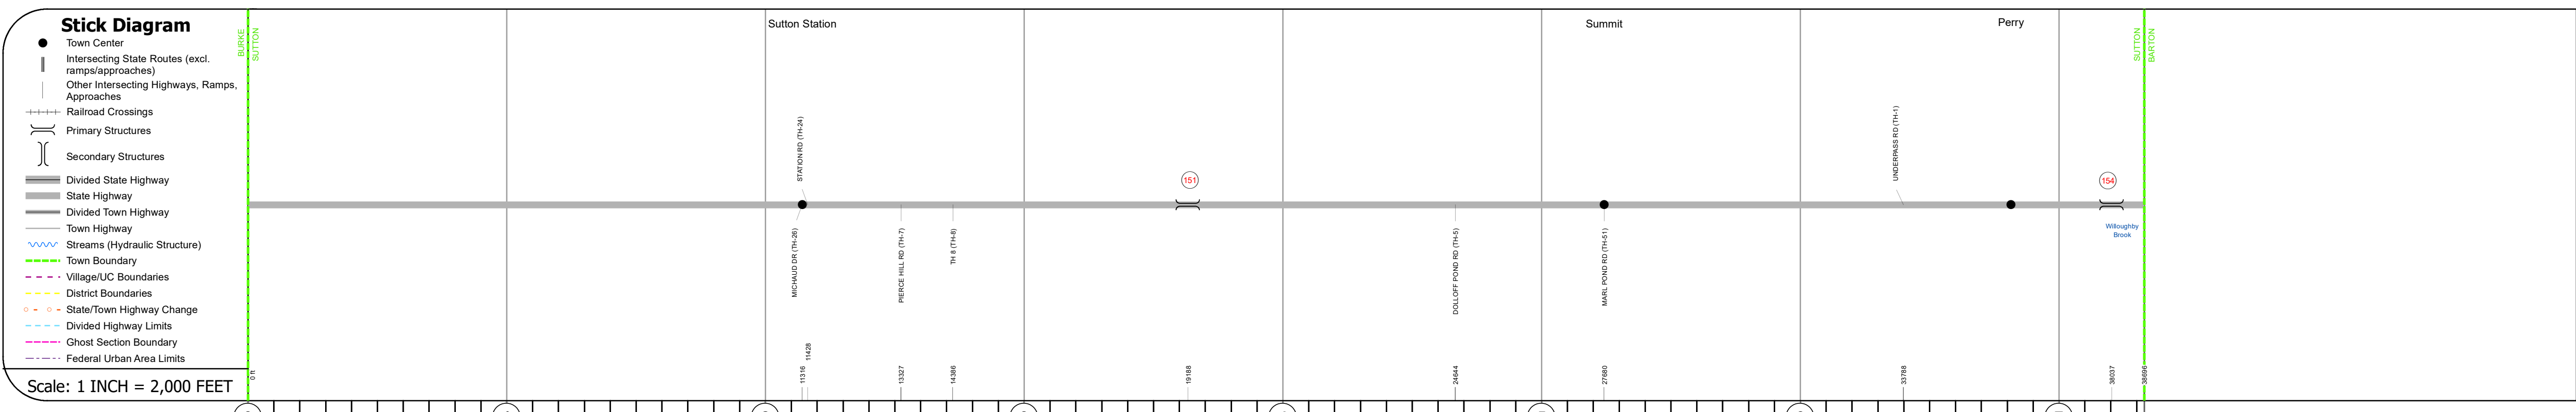 Stick Diagram
Town Center
Intersecting State Routes (excl.
ramps/approaches)
Other Intersecting Highways, Ramps,
Approaches
Railroad Crossings
Primary Structures
Secondary Structures
Divided State Highway
State Highway
Divided Town Highway
Town Highway
Streams (Hydraulic Structure)
Town Boundary
Village/UC Boundaries
District Boundaries
State/Town Highway Change
Divided Highway Limits
Ghost Section Boundary
Federal Urban Area Limits
Scale: 1 INCH = 2,000 FEET
BURKE
SUTTON
Sutton Station
Summit
Perry
SUTTON
BARTON
STATION RD (TH-24)
UNDERPASS RD (TH-1)
151
154
MICHAUD DR (TH-26)
PIERCE HILL RD (TH-7)
TH 8 (TH-8)
DOLLOFF POND RD (TH-5)
MARL POND RD (TH-51)
Willoughby
Brook
0 ft
11316
11428
13327
14386
19188
24644
27680
33788
38037
38696